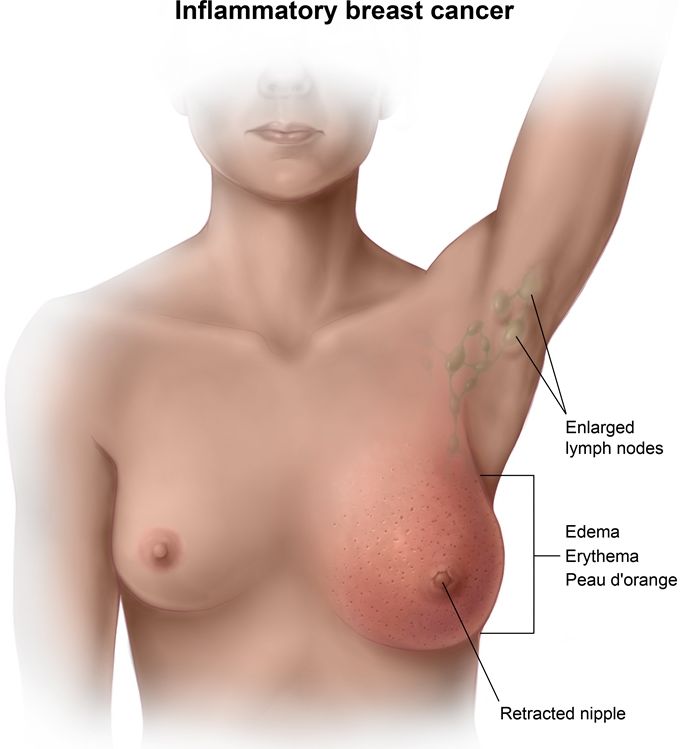 Inflammatory breast cancer
Enlarged
lymph nodes
Edema
Erythema
Peau d'orange
Retracted nipple